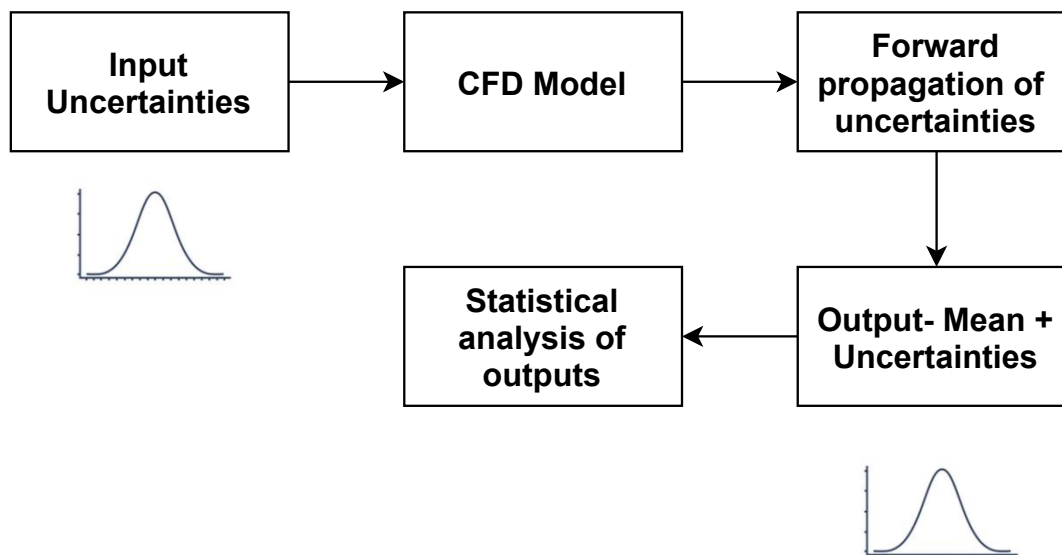 Input
Uncertainties
CFD Model
Forward
propagation of
uncertainties
Output- Mean +
Uncertainties
Statistical
analysis of
outputs